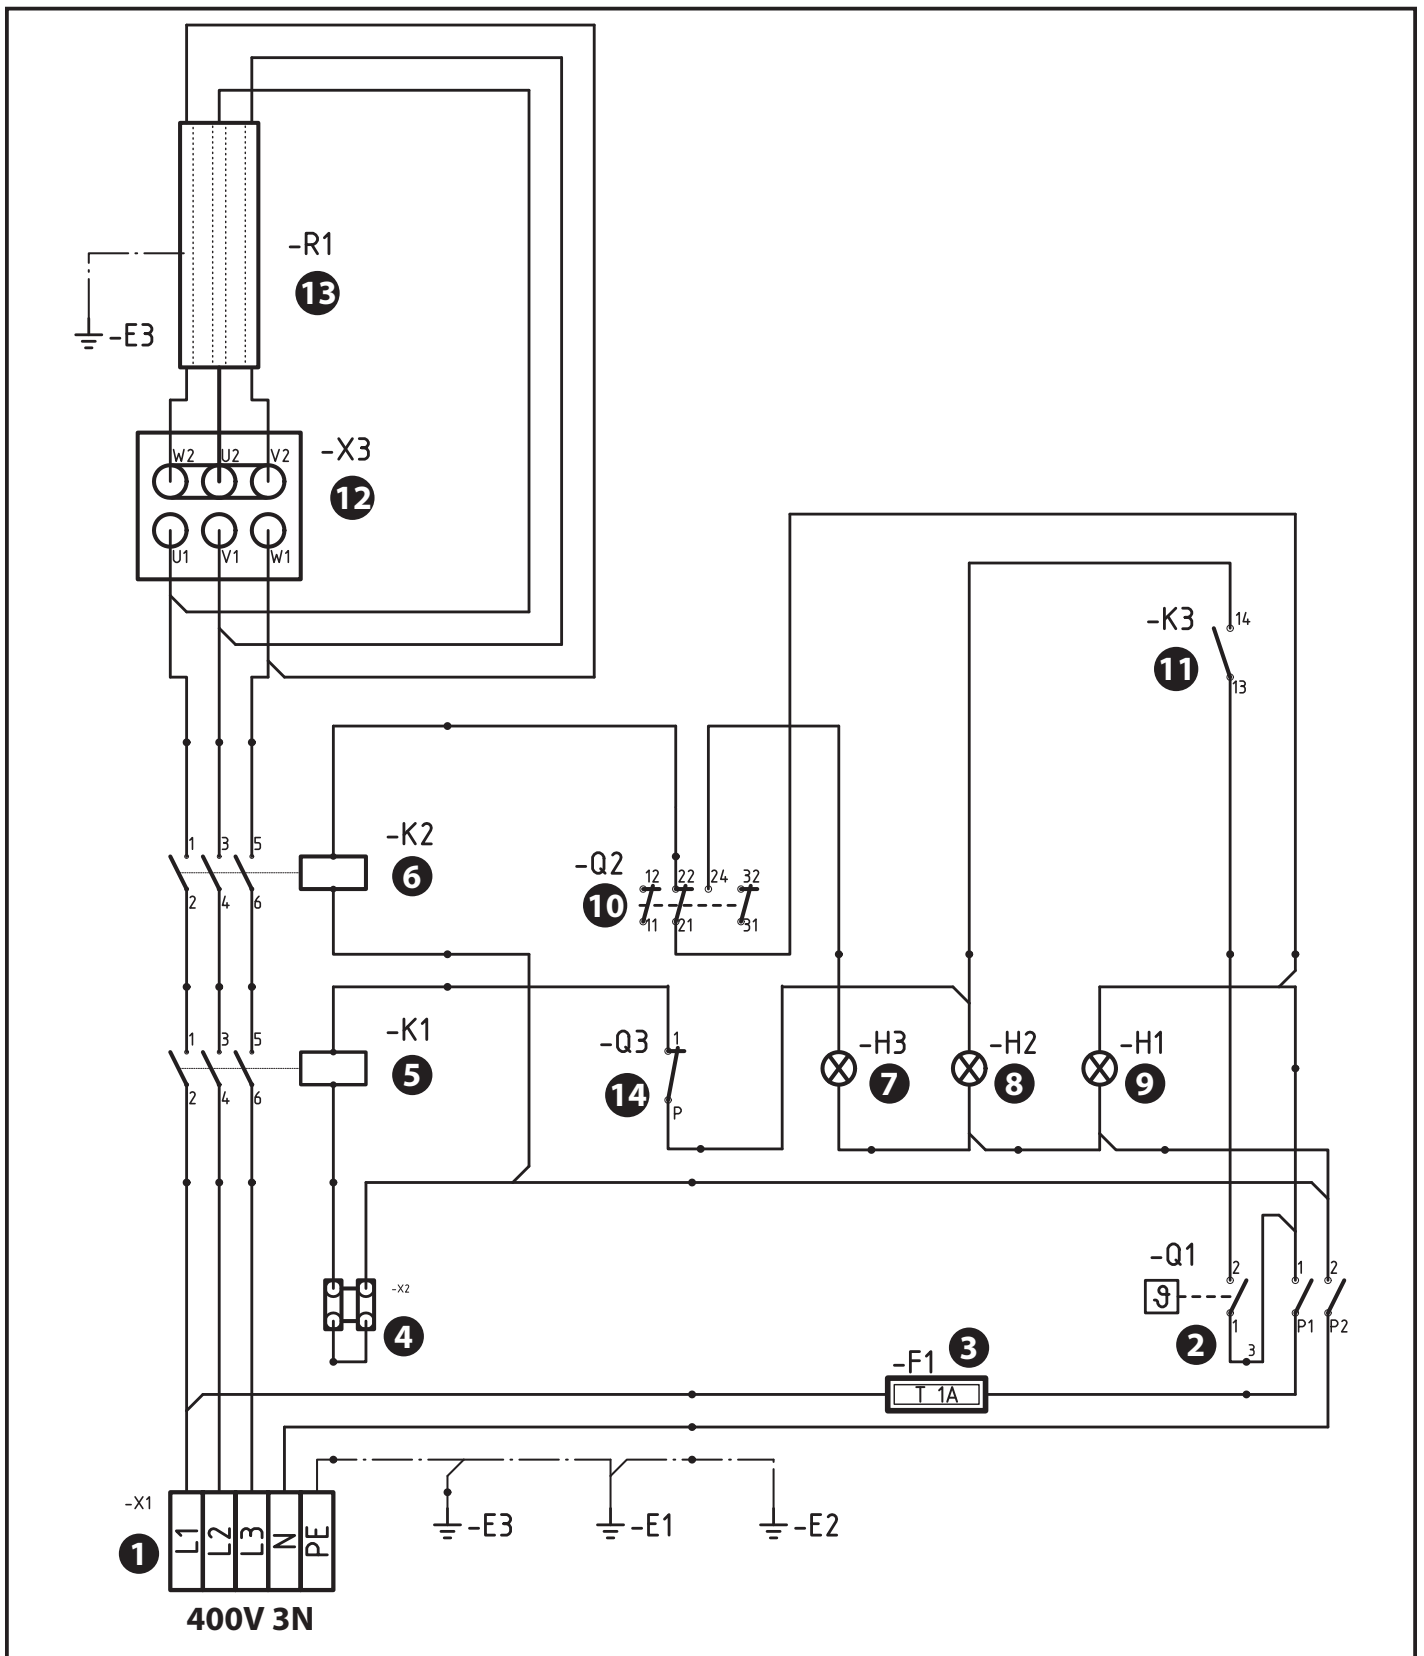 -R1
13
-E3
-X3
12
W2 U2 V2
U1 V1 W1
-K3
14
11
13
-K2
6
1 3 5
2 4 6
-Q2
10
12 22 24 32
11 21 31
-K1
5
1 3 5
2 4 6
-Q3
14
1
P
-H3
7
-H2
8
-H1
9
-X2
4
-Q1
ϑ
2
2 1 2
1 P1 P2
3
-F1
3
T 1A
-X1
1
L1 L2 L3 N PE
-E3 -E1 -E2
400V 3N